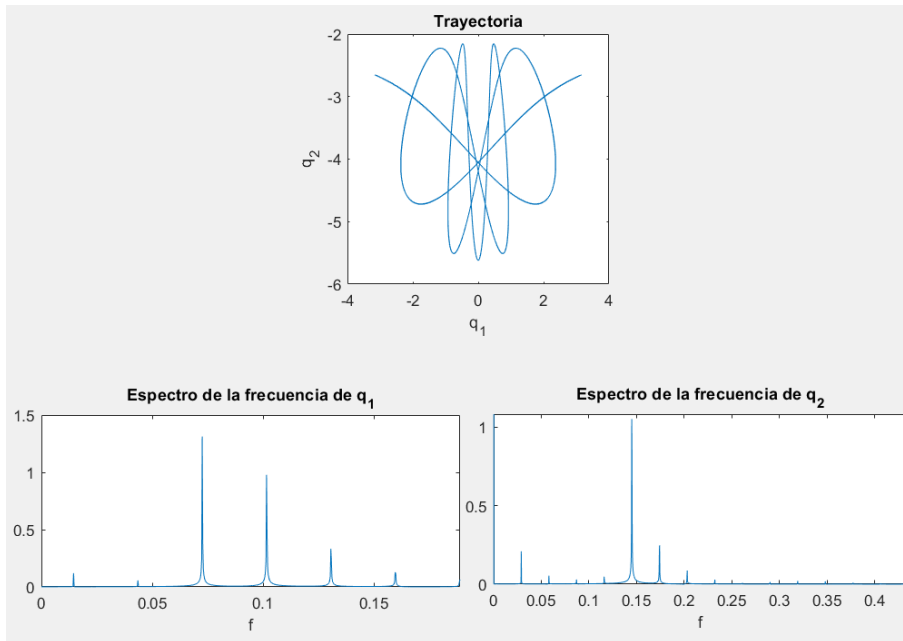 Trayectoria
-2
-3
-4
-5
-6
q2
-4 -2 0 2 4
q1
Espectro de la frecuencia de q1
1.5
1
0.5
0
0 0.05 0.1 0.15
f
Espectro de la frecuencia de q2
1
0.5
0
0 0.05 0.1 0.15 0.2 0.25 0.3 0.35 0.4
f